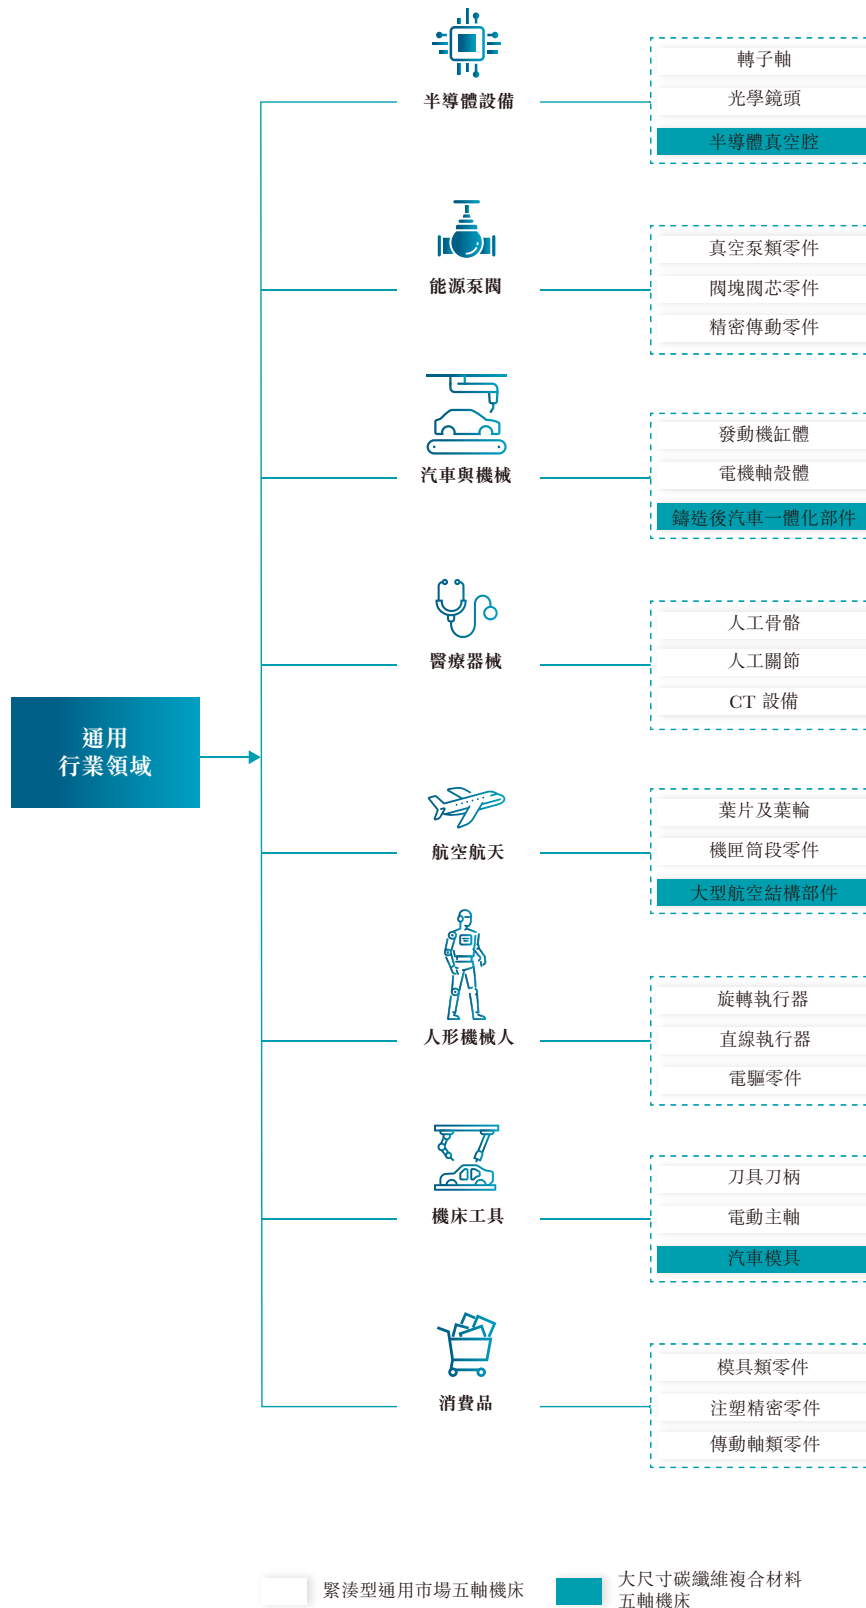 半導體設備
轉子軸
光學鏡頭
半導體真空腔
能源泵閥
真空泵類零件
閥塊閥芯零件
精密傳動零件
汽車與機械
發動機缸體
電機軸殼體
鑄造後汽車一體化部件
醫療器械
人工骨骼
人工關節
CT 設備
通用
行業領域
航空航天
葉片及葉輪
機匣筒段零件
大型航空結構部件
人形機械人
旋轉執行器
直線執行器
電驅零件
機床工具
刀具刀柄
電動主軸
汽車模具
消費品
模具類零件
注塑精密零件
傳動軸類零件
緊湊型通用市場五軸機床
大尺寸碳纖維複合材料
五軸機床